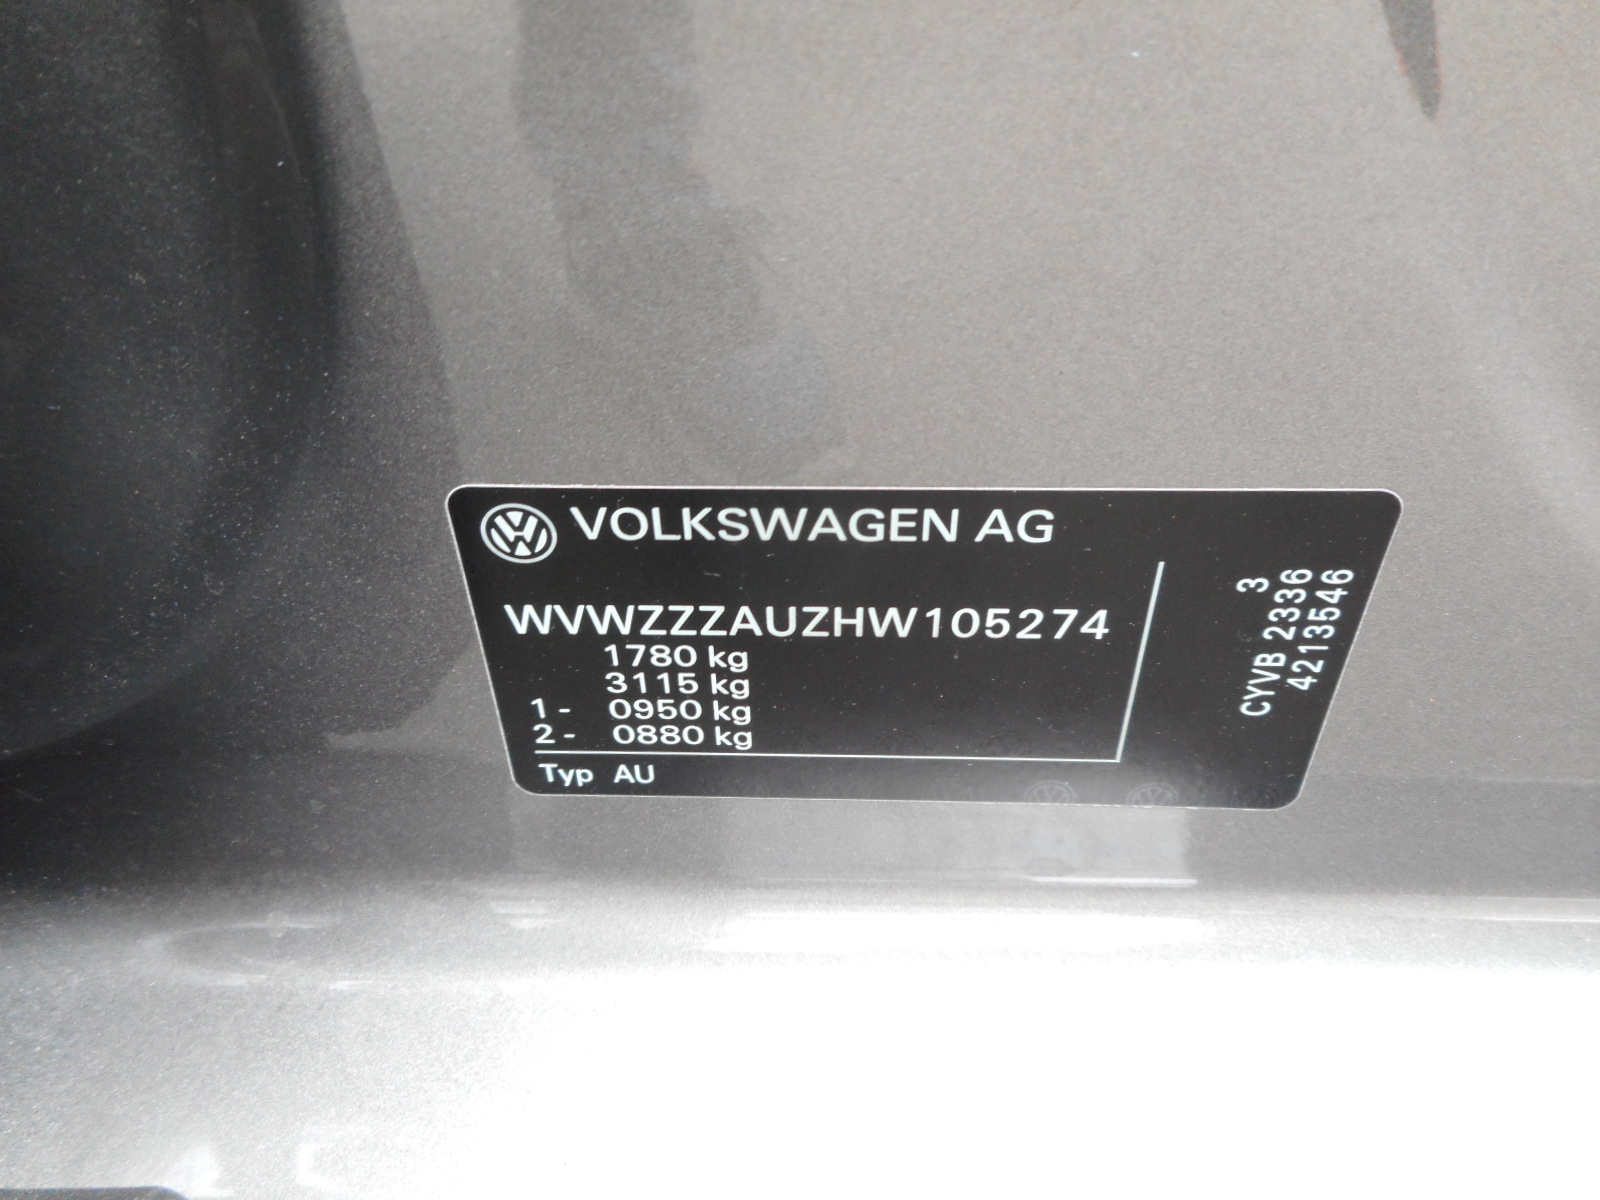 VOLKSWAGEN AG
WVWZZZAUZHW105274
1780 kg
3115 kg
1- 0950 kg
2- 0880 kg
Typ AU
3
CYVB 2336
4213546